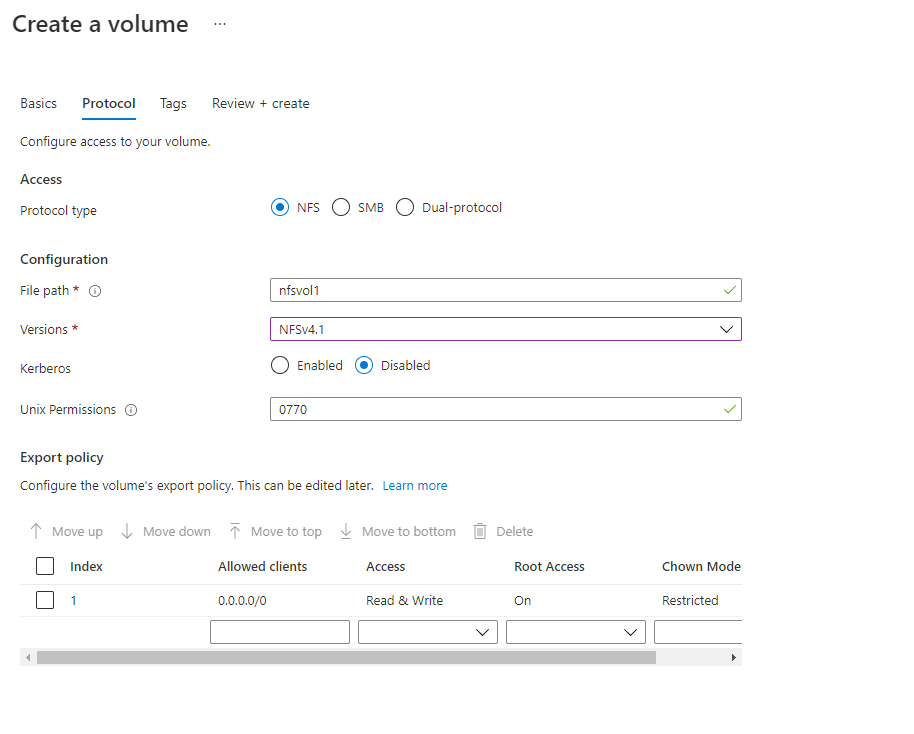 Create a volume ...
Basics Protocol Tags Review + create
Configure access to your volume.
Access
Protocol type NFS SMB Dual-protocol
Configuration
File path * nfsvol1
Versions * NFSv4.1
Kerberos Enabled Disabled
Unix Permissions 0770
Export policy
Configure the volume's export policy. This can be edited later. Learn more
Move up Move down Move to top Move to bottom Delete
Index Allowed clients Access Root Access Chown Mode
1 0.0.0.0/0 Read & Write On Restricted